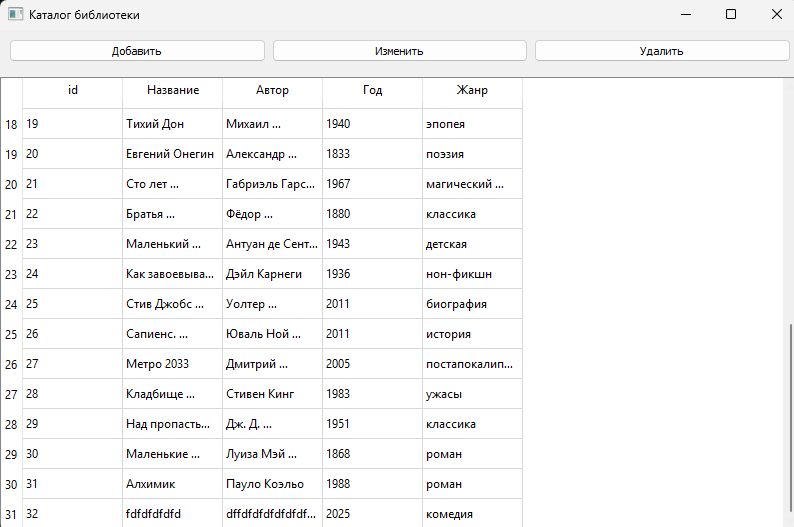 Каталог библиотеки
Добавить Изменить Удалить
id Название Автор Год Жанр
18 19 Тихий Дон Михаил ... 1940 эпопея
19 20 Евгений Онегин Александр ... 1833 поэзия
20 21 Сто лет ... Габриэль Гарс... 1967 магический ...
21 22 Братья ... Фёдор ... 1880 классика
22 23 Маленький ... Антуан де Сент... 1943 детская
23 24 Как завоевыва... Дэйл Карнеги 1936 нон-фикшн
24 25 Стив Джобс ... Уолтер ... 2011 биография
25 26 Сапиенс. ... Юваль Ной ... 2011 история
26 27 Метро 2033 Дмитрий ... 2005 постапокалип...
27 28 Кладбище ... Стивен Кинг 1983 ужасы
28 29 Над пропасть... Дж. Д. ... 1951 классика
29 30 Маленькие ... Луиза Мэй ... 1868 роман
30 31 Алхимик Пауло Коэльо 1988 роман
31 32 fdfdfdfdfd dffdfdfdfdfdfdf... 2025 комедия